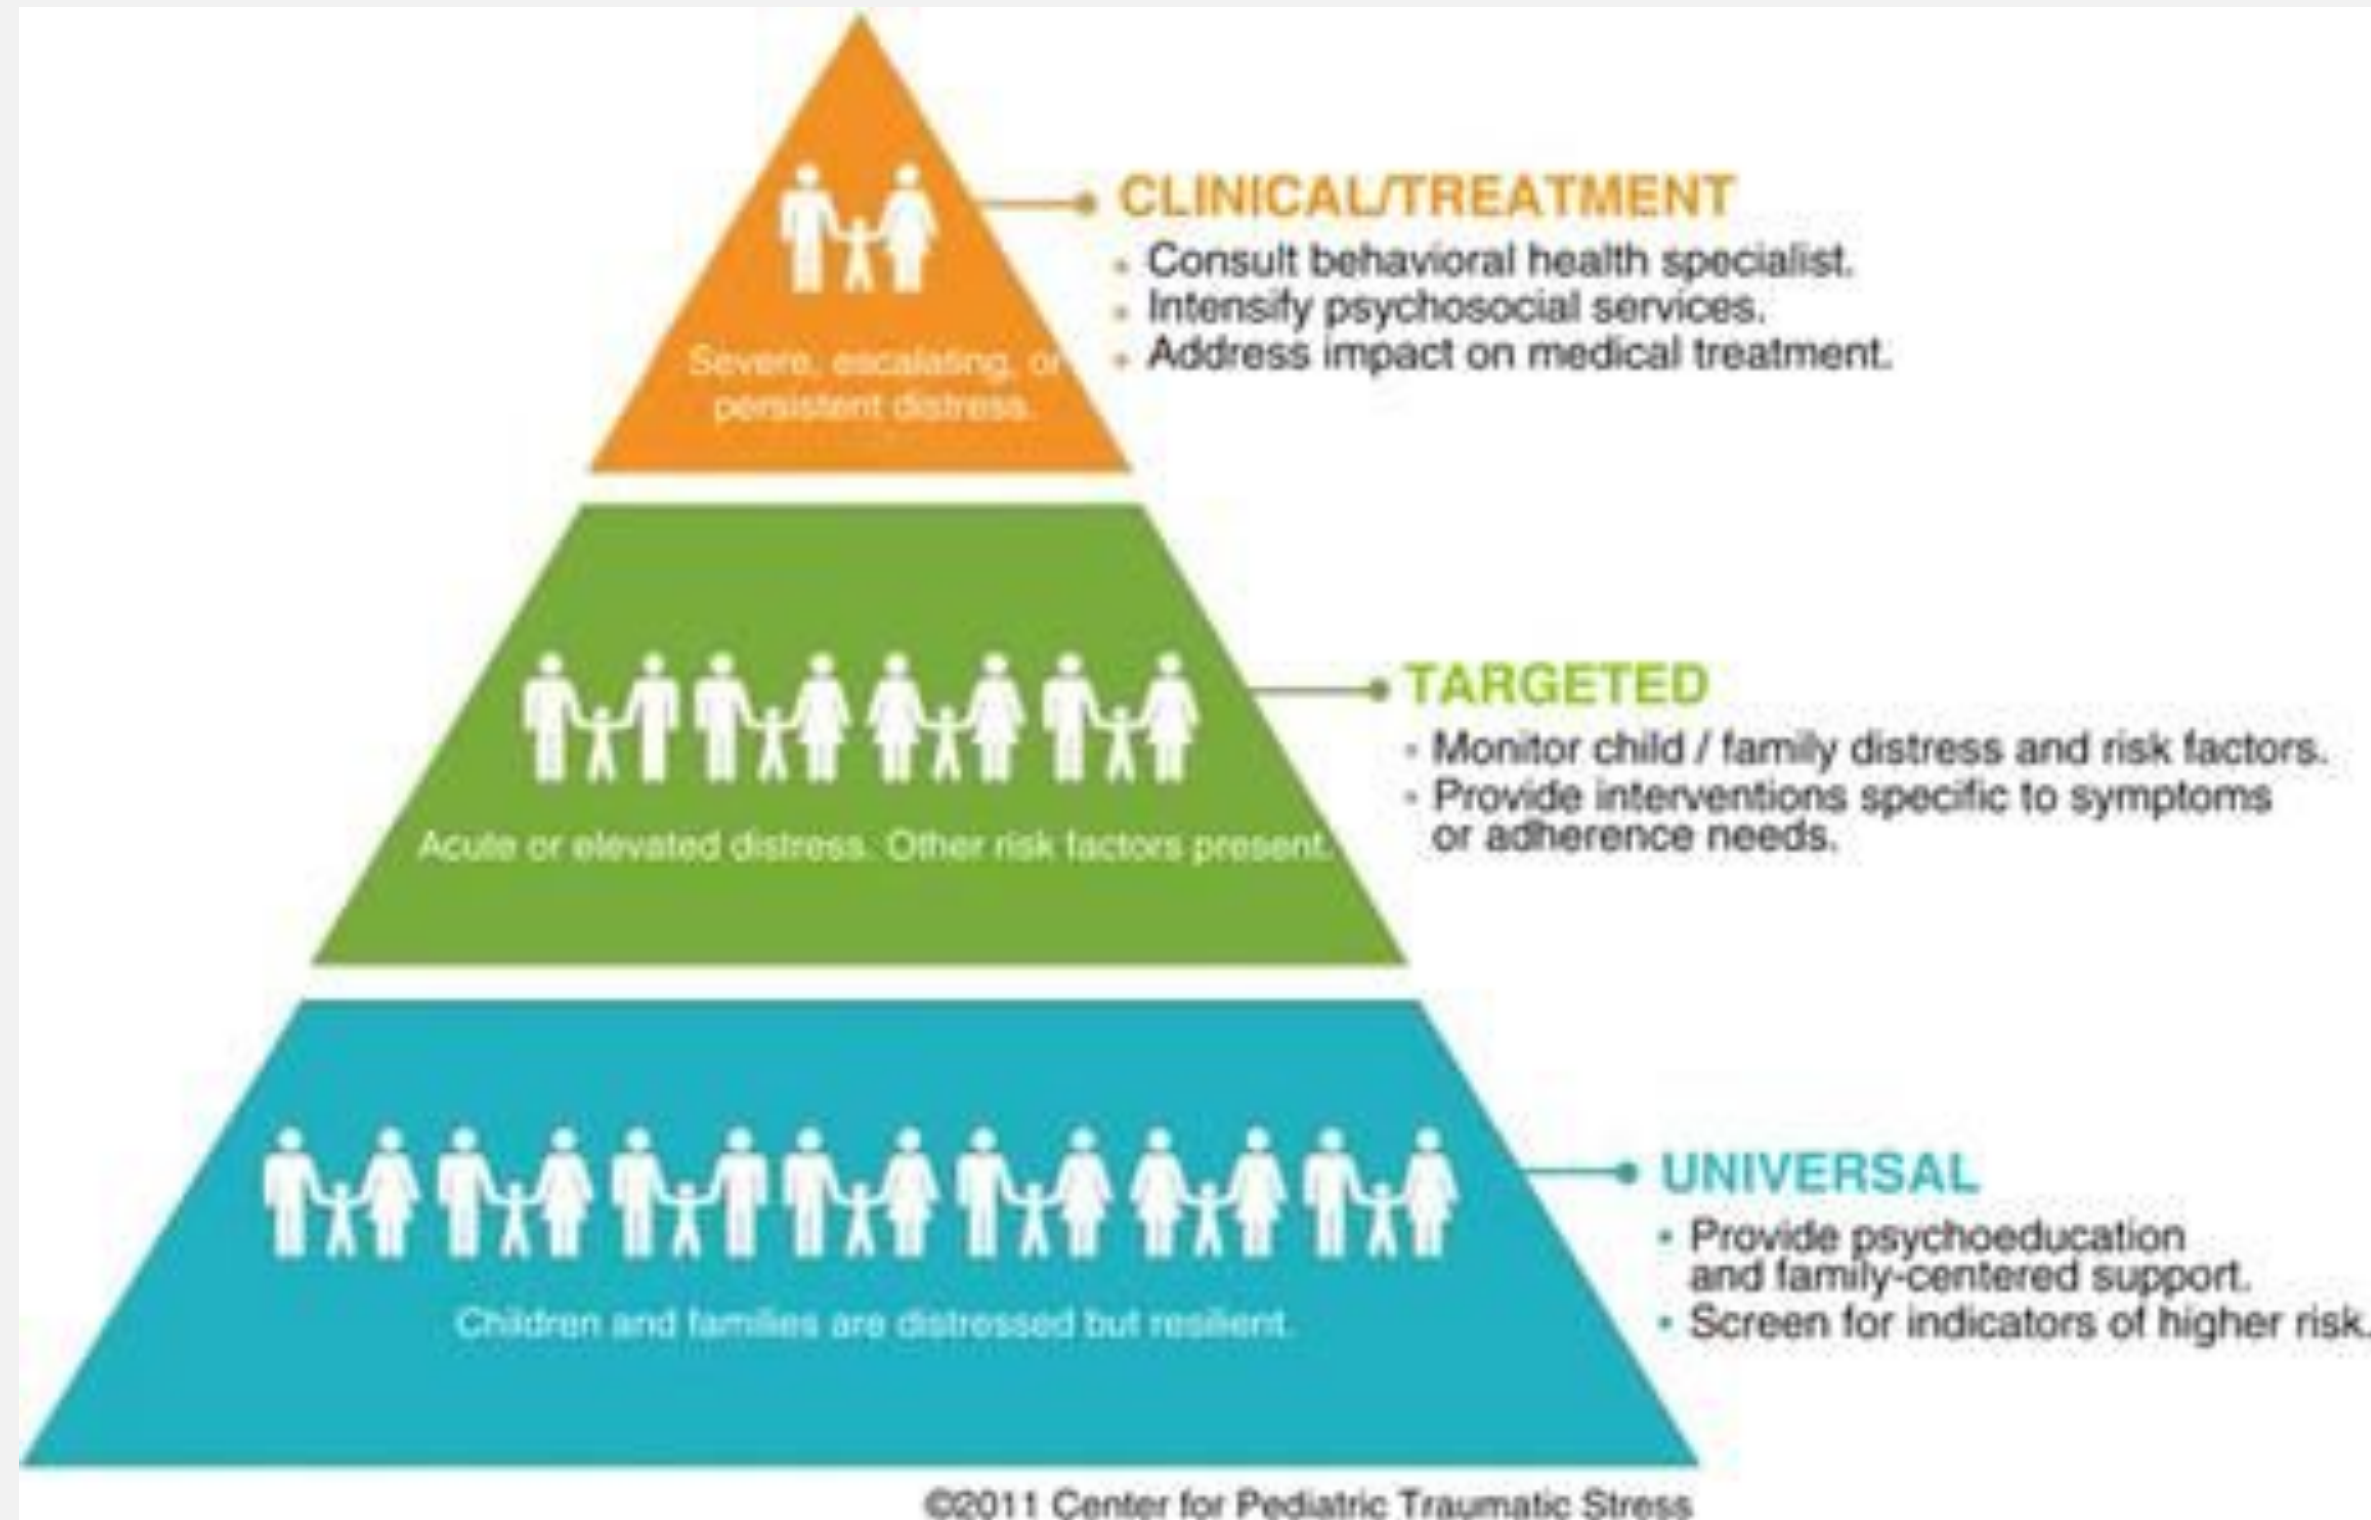 CLINICAL/TREATMENT
• Consult behavioral health specialist.
• Intensify psychosocial services.
• Address impact on medical treatment.
Severe, escalating, or
persistent distress.
TARGETED
• Monitor child / family distress and risk factors.
• Provide interventions specific to symptoms
or adherence needs.
Acute or elevated distress. Other risk factors present.
UNIVERSAL
• Provide psychoeducation
and family-centered support.
• Screen for indicators of higher risk.
Children and families are distressed but resilient.
©2011 Center for Pediatric Traumatic Stress